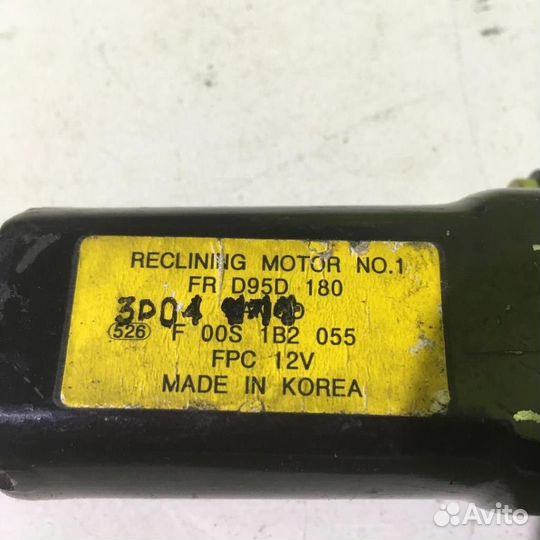 RECLINING MOTOR NO.1
FR D95D 180
3D04
526 F 00S 1B2 055
FPC 12V
MADE IN KOREA
Avito